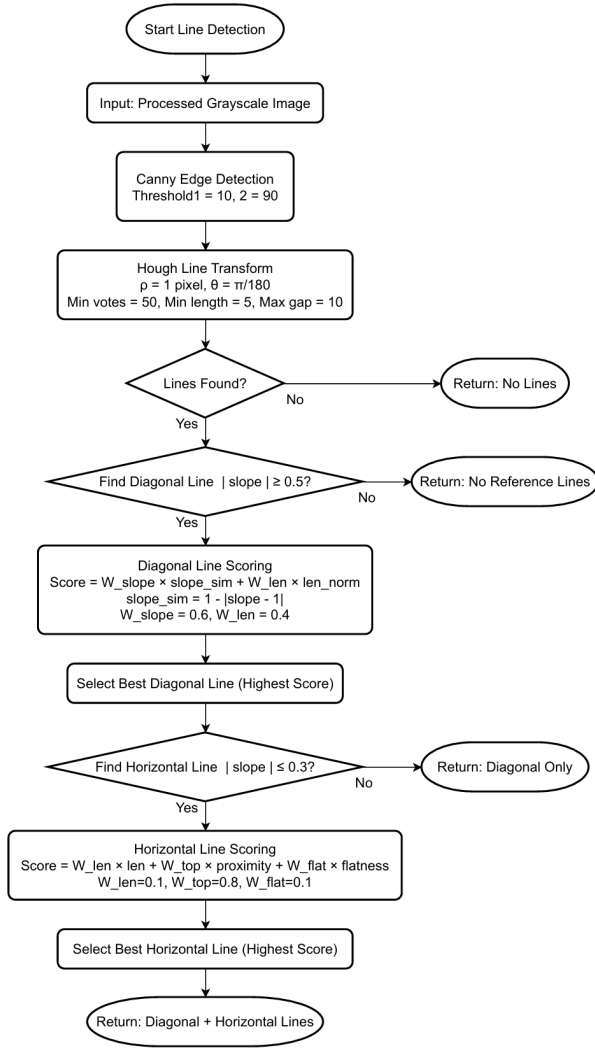 Start Line Detection
Input: Processed Grayscale Image
Canny Edge Detection
Threshold1 = 10, 2 = 90
Hough Line Transform
ρ = 1 pixel, θ = π/180
Min votes = 50, Min length = 5, Max gap = 10
Lines Found?
No
Return: No Lines
Yes
Find Diagonal Line | slope | ≥ 0.5?
No
Return: No Reference Lines
Yes
Diagonal Line Scoring
Score = W_slope × slope_sim + W_len × len_norm
slope_sim = 1 - |slope - 1|
W_slope = 0.6, W_len = 0.4
Select Best Diagonal Line (Highest Score)
Find Horizontal Line | slope | ≤ 0.3?
No
Return: Diagonal Only
Yes
Horizontal Line Scoring
Score = W_len × len + W_top × proximity + W_flat × flatness
W_len=0.1, W_top=0.8, W_flat=0.1
Select Best Horizontal Line (Highest Score)
Return: Diagonal + Horizontal Lines